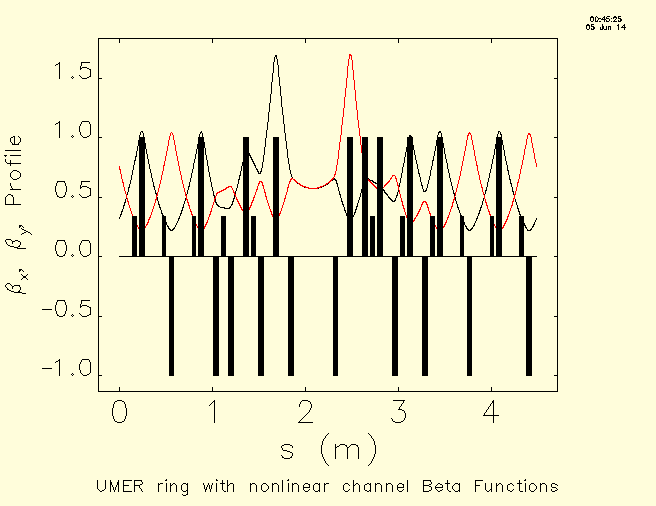 00:45:25
05 Jun 14
βx, βy, Profile
1.5
1.0
0.5
0.0
-0.5
-1.0
0 1 2 3 4
s (m)
UMER ring with nonlinear channel Beta Functions